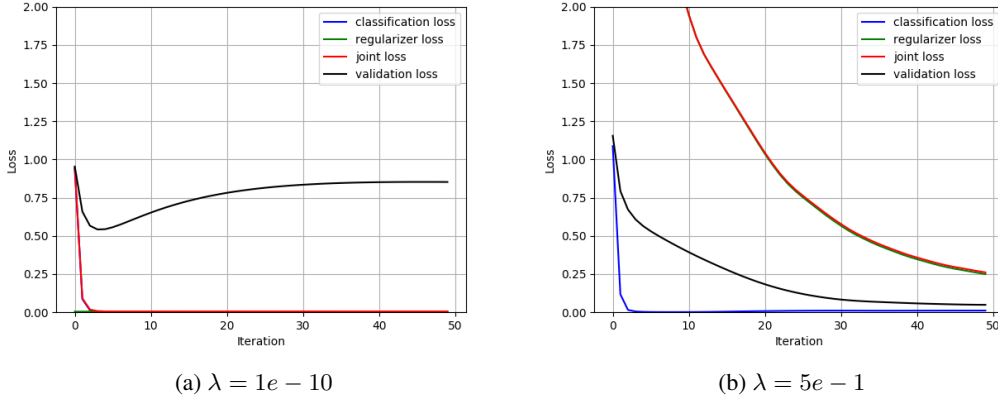 2.00
1.75
1.50
1.25
1.00
0.75
0.50
0.25
0.00
Loss
0 10 20 30 40 50
Iteration
classification loss
regularizer loss
joint loss
validation loss
(a) λ = 1e − 10
2.00
1.75
1.50
1.25
1.00
0.75
0.50
0.25
0.00
Loss
0 10 20 30 40 50
Iteration
classification loss
regularizer loss
joint loss
validation loss
(b) λ = 5e − 1